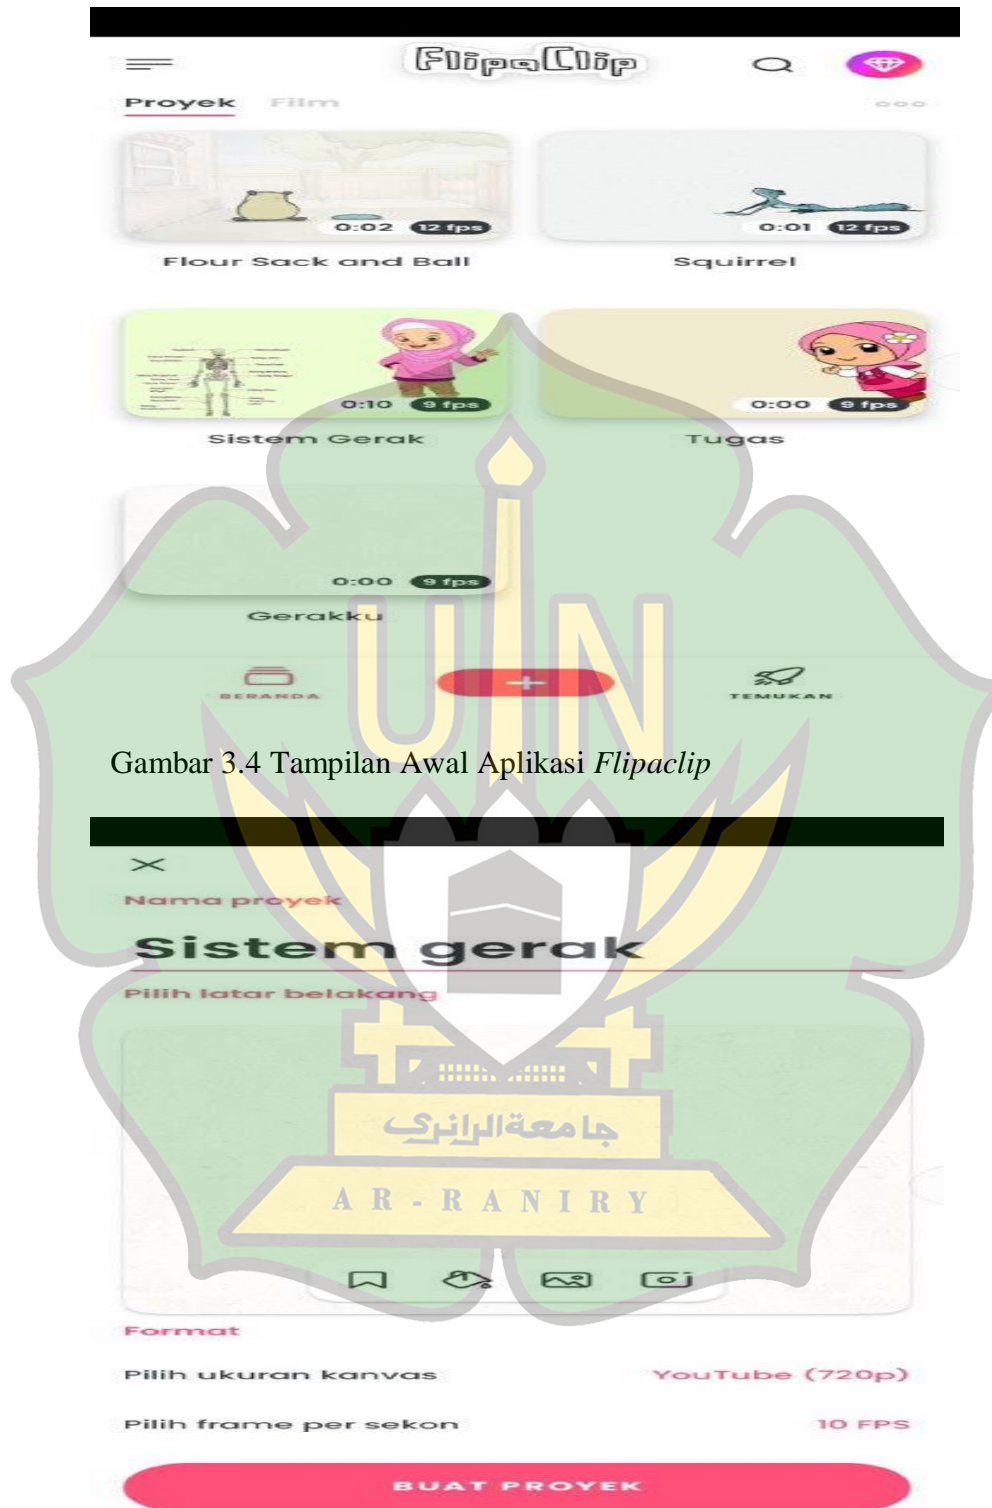 FlipaClip
Proyek Film
0:02 12 fps
0:01 12 fps
Flour Sack and Ball
Squirrel
0:10 9 fps
0:00 9 fps
Sistem Gerak
Tugas
0:00 9 fps
Gerakku
BERANDA
TEMUKAN
UIN
Gambar 3.4 Tampilan Awal Aplikasi Flipaclip
Nama proyek
Sistem gerak
Pilih latar belakang
جامعة الرانري
AR-RANIRY
Format
Pilih ukuran kanvas YouTube (720p)
Pilih frame per sekon 10 FPS
BUAT PROYEK